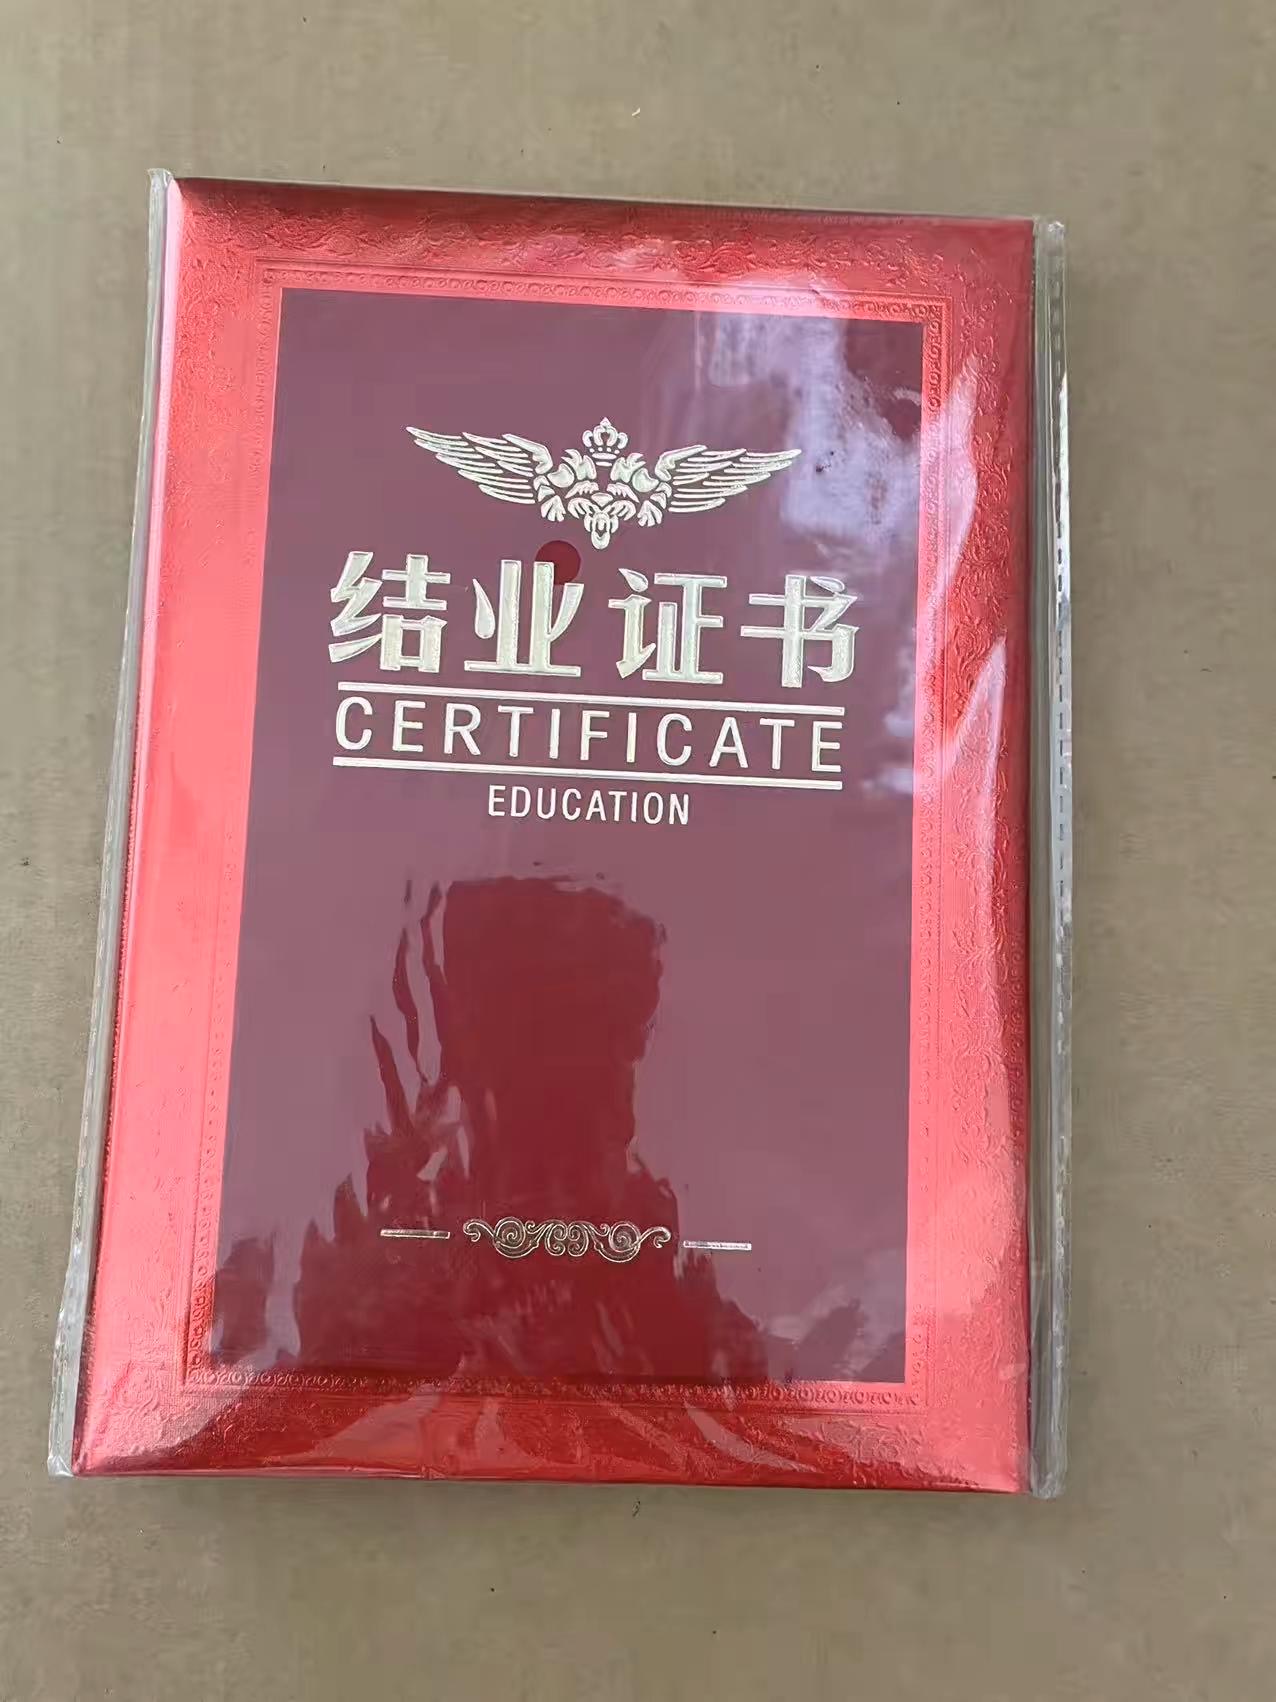 结业证书
CERTIFICATE
EDUCATION